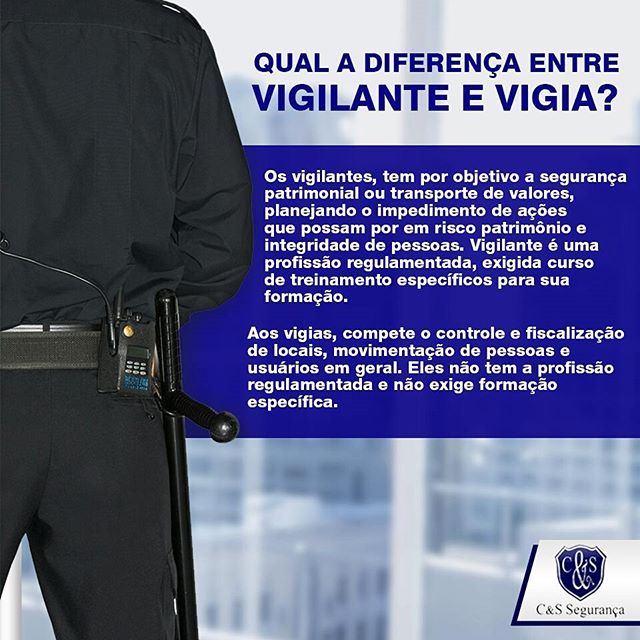 QUAL A DIFERENÇA ENTRE
VIGILANTE E VIGIA?
Os vigilantes, tem por objetivo a segurança
patrimonial ou transporte de valores,
planejando o impedimento de ações
que possam por em risco patrimônio e
integridade de pessoas. Vigilante é uma
profissão regulamentada, exigida curso
de treinamento específicos para sua
formação.
Aos vigias, compete o controle e fiscalização
de locais, movimentação de pessoas e
usuários em geral. Eles não tem a profissão
regulamentada e não exige formação
específica.
C&S
C&S Segurança